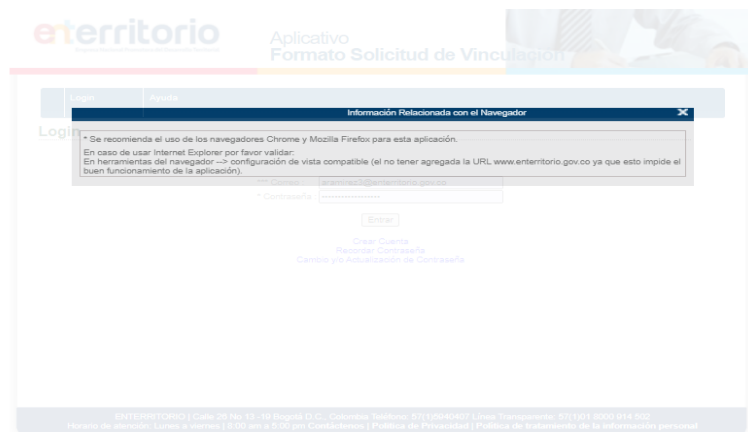 enterritorio
Aplicativo
Formato Solicitud de Vinculación
Login Ayuda
Información Relacionada con el Navegador X
Login
* Se recomienda el uso de los navegadores Chrome y Mozilla Firefox para esta aplicación.
En caso de usar Internet Explorer por favor validar:
En herramientas del navegador --> configuración de vista compatible (el no tener agregada la URL www.enterritorio.gov.co ya que esto impide el
buen funcionamiento de la aplicación).
Correo :
* Contraseña :
Entrar
Crear Cuenta
Recordar Contraseña
Cambio y/o Actualización de Contraseña
ENTERRITORIO | Calle 26 No 13 -19 Bogotá D.C., Colombia Teléfono: 57(1)5940407 Línea Transparente: 57(1)01 8000 914 502
Horario de atención: Lunes a viernes | 8:00 am a 5:00 pm Contáctenos | Política de Privacidad | Política de tratamiento de la información personal